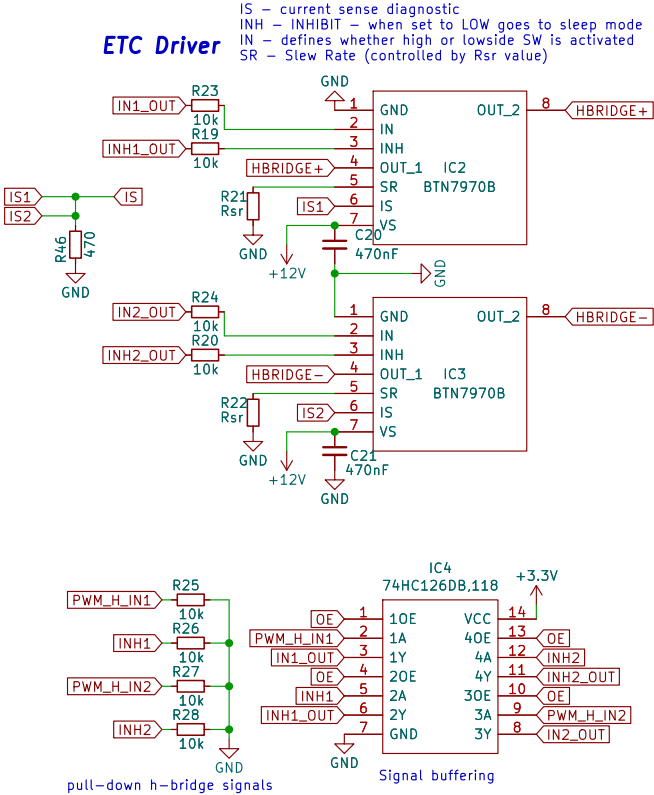 IS – current sense diagnostic
INH – INHIBIT – when set to LOW goes to sleep mode
IN – defines whether high or lowside SW is activated
SR – Slew Rate (controlled by Rsr value)
ETC Driver
GND
R23
IN1_OUT
10k
R19
INH1_OUT
10k
1 GND
2 IN
3 INH
HBRIDGE+ 4 OUT_1
5 SR
IS1 6 IS
7 VS
OUT_2 8 HBRIDGE+
IC2
BTN7970B
R21
Rsr
GND
C20
470nF
+12V
GND
IS1
IS
IS2
R46
470
GND
R24
IN2_OUT
10k
R20
INH2_OUT
10k
1 GND
2 IN
3 INH
HBRIDGE– 4 OUT_1
5 SR
IS2 6 IS
7 VS
OUT_2 8 HBRIDGE–
IC3
BTN7970B
R22
Rsr
GND
C21
470nF
+12V
GND
R25
PWM_H_IN1
10k
R26
INH1
10k
R27
PWM_H_IN2
10k
R28
INH2
10k
GND
pull-down h-bridge signals
IC4
74HC126DB,118
+3.3V
OE 1 1OE VCC 14
PWM_H_IN1 2 1A 4OE 13 OE
IN1_OUT 3 1Y 4A 12 INH2
OE 4 2OE 4Y 11 INH2_OUT
INH1 5 2A 3OE 10 OE
INH1_OUT 6 2Y 3A 9 PWM_H_IN2
7 GND 3Y 8 IN2_OUT
GND
Signal buffering